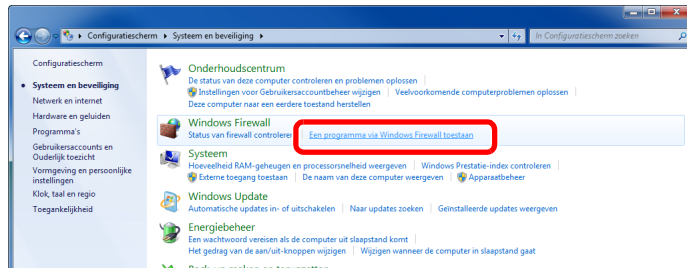 Configuratiescherm ▸ Systeem en beveiliging ▸
In Configuratiescherm zoeken
Configuratiescherm
Systeem en beveiliging
Netwerk en internet
Hardware en geluiden
Programma's
Gebruikersaccounts en
Ouderlijk toezicht
Vormgeving en persoonlijke
instellingen
Klok, taal en regio
Toegankelijkheid
Onderhoudscentrum
De status van deze computer controleren en problemen oplossen
Instellingen voor Gebruikersaccountbeheer wijzigen | Veelvoorkomende computerproblemen oplossen
Deze computer naar een eerdere toestand herstellen
Windows Firewall
Status van firewall controleren | Een programma via Windows Firewall toestaan
Systeem
Hoeveelheid RAM-geheugen en processorsnelheid weergeven | Windows Prestatie-index controleren
Externe toegang toestaan | De naam van deze computer weergeven | Apparaatbeheer
Windows Update
Automatische updates in- of uitschakelen | Naar updates zoeken | Geïnstalleerde updates weergeven
Energiebeheer
Een wachtwoord vereisen als de computer uit slaapstand komt
Het gedrag van de aan/uit-knoppen wijzigen | Wijzigen wanneer de computer in slaapstand gaat